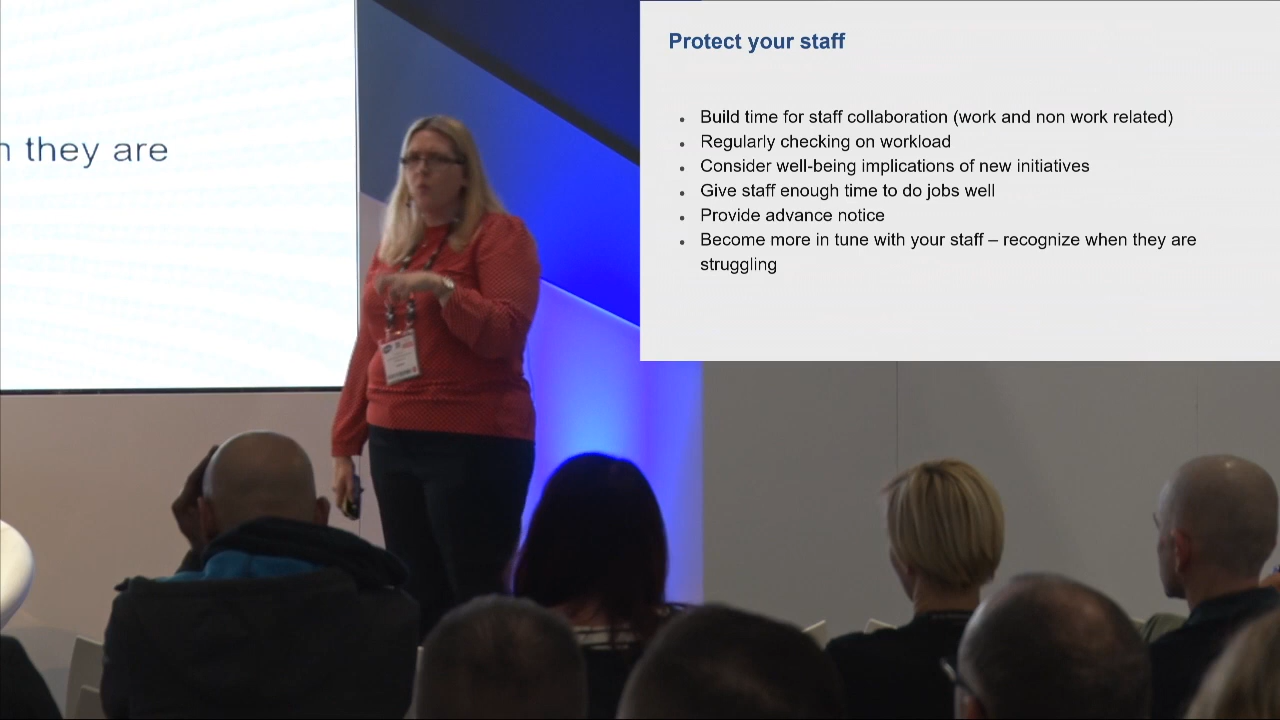 n they are
Protect your staff
Build time for staff collaboration (work and non work related)
Regularly checking on workload
Consider well-being implications of new initiatives
Give staff enough time to do jobs well
Provide advance notice
Become more in tune with your staff – recognize when they are
struggling